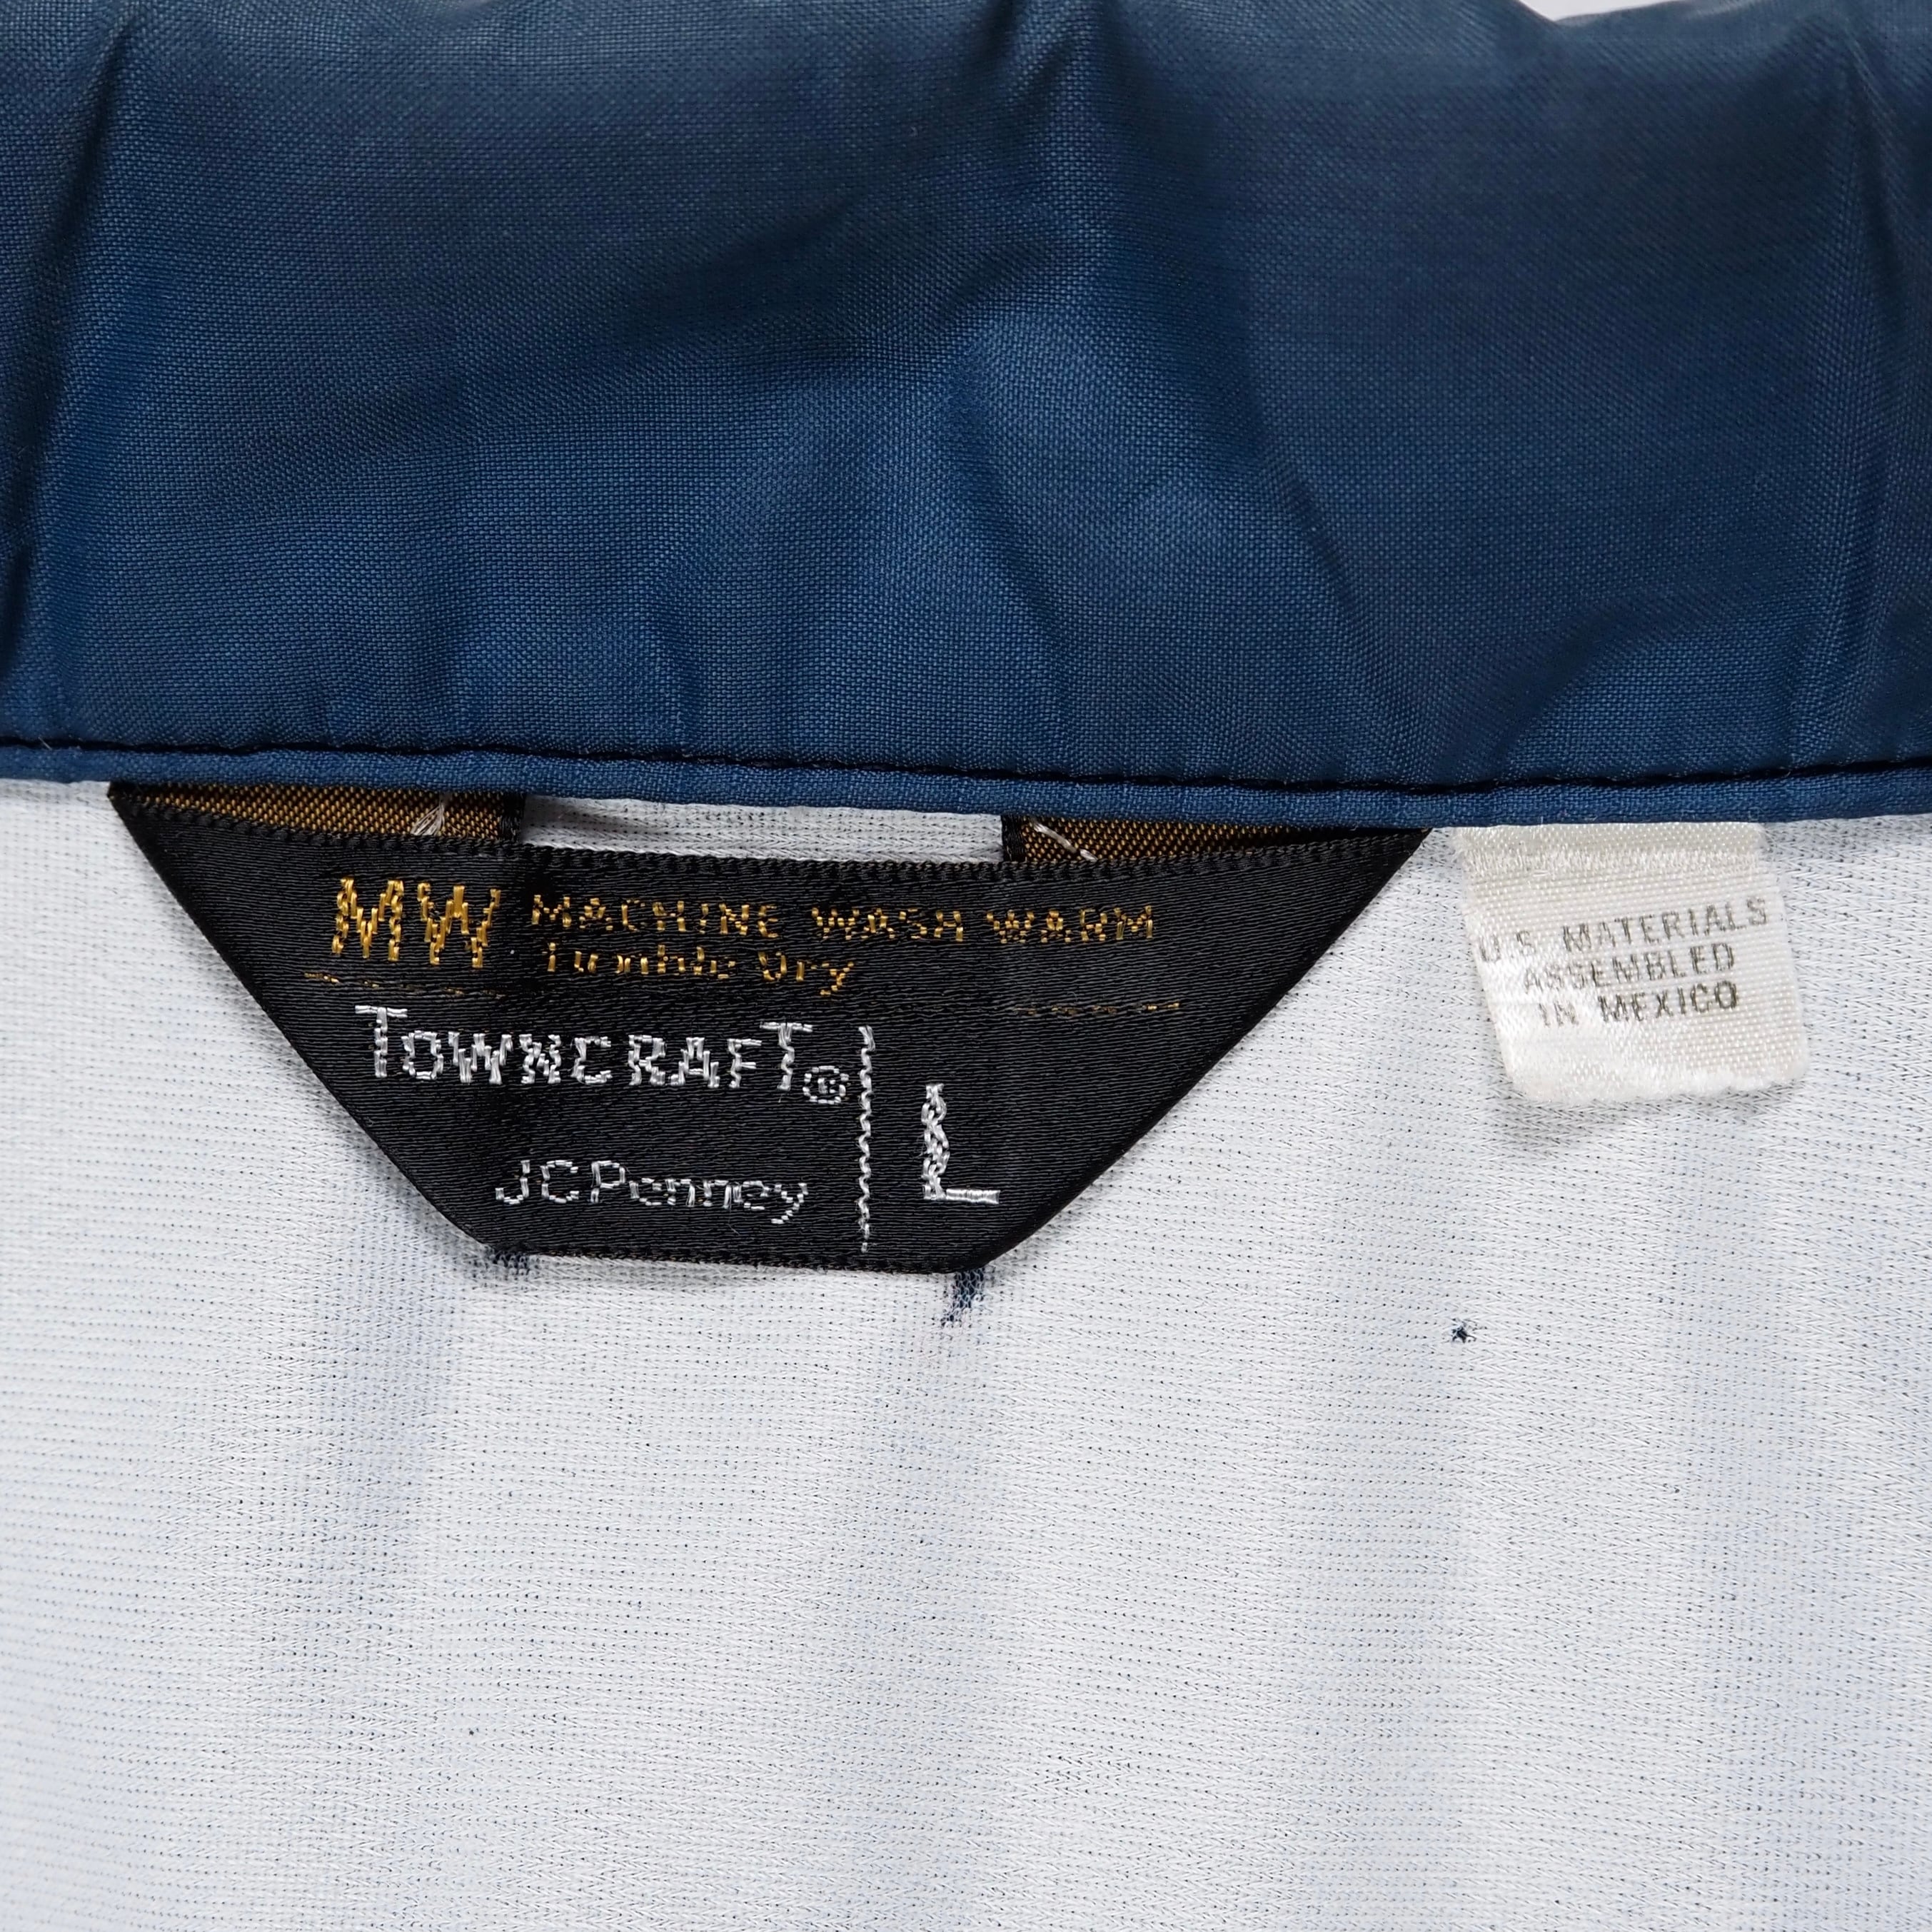 MW MACHINE WASH WARM
Tumble Dry
TOWNCRAFT®
L
JCPenney
U.S. MATERIALS
ASSEMBLED
IN MEXICO